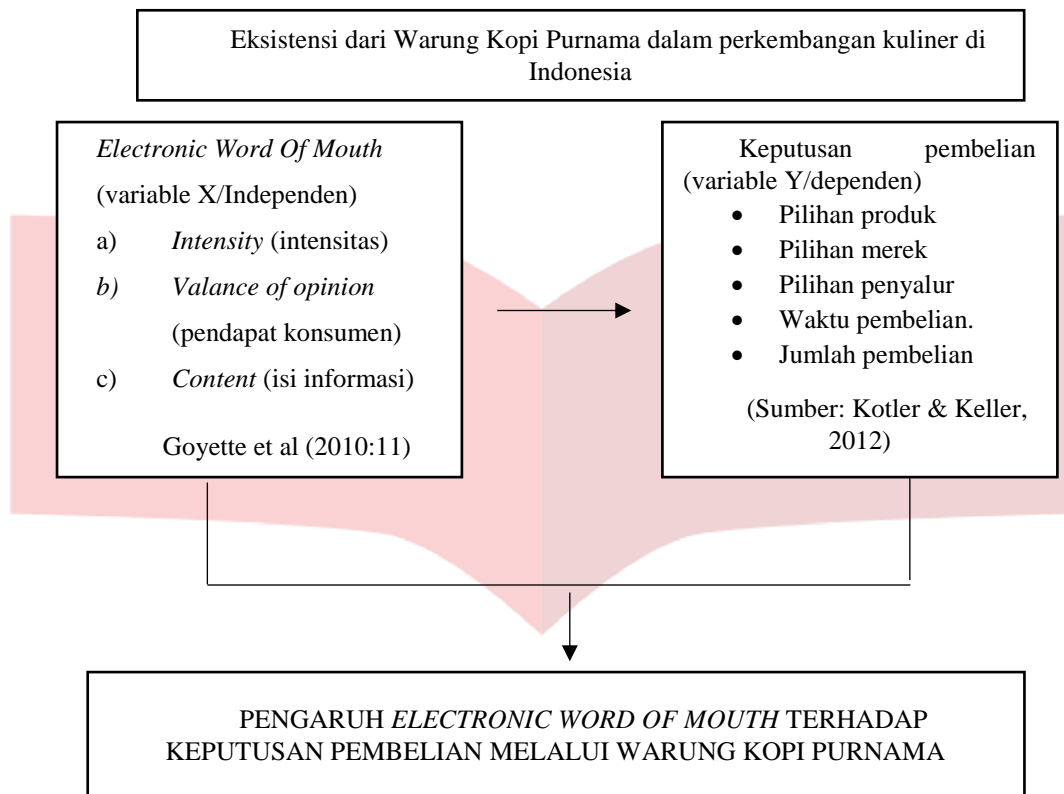 Eksistensi dari Warung Kopi Purnama dalam perkembangan kuliner di
Indonesia
Electronic Word Of Mouth
(variable X/Independen)
a) Intensity (intensitas)
b) Valance of opinion
(pendapat konsumen)
c) Content (isi informasi)
Goyette et al (2010:11)
Keputusan pembelian
(variable Y/dependen)
• Pilihan produk
• Pilihan merek
• Pilihan penyalur
• Waktu pembelian.
• Jumlah pembelian
(Sumber: Kotler & Keller,
2012)
PENGARUH ELECTRONIC WORD OF MOUTH TERHADAP
KEPUTUSAN PEMBELIAN MELALUI WARUNG KOPI PURNAMA